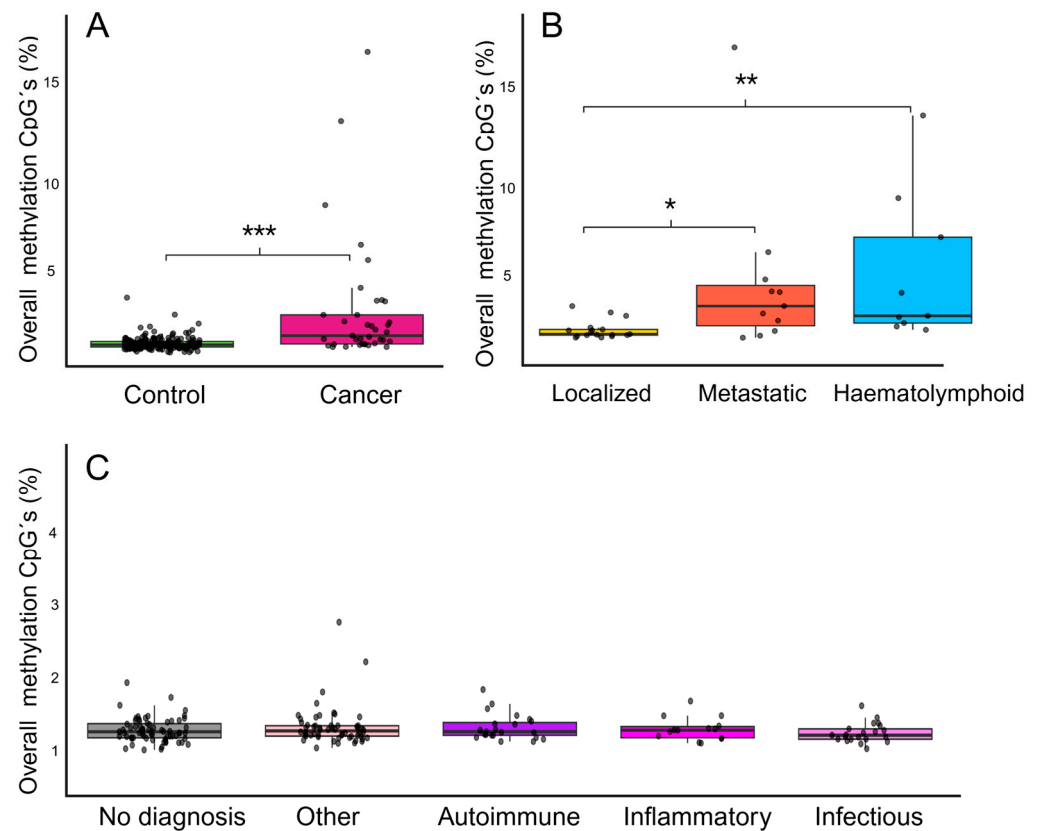 A
Overall methylation CpG´s (%)
15
10
5
***
Control Cancer
B
Overall methylation CpG´s (%)
15
10
5
**
*
Localized Metastatic Haematolymphoid
C
Overall methylation CpG´s (%)
4
3
2
1
No diagnosis Other Autoimmune Inflammatory Infectious